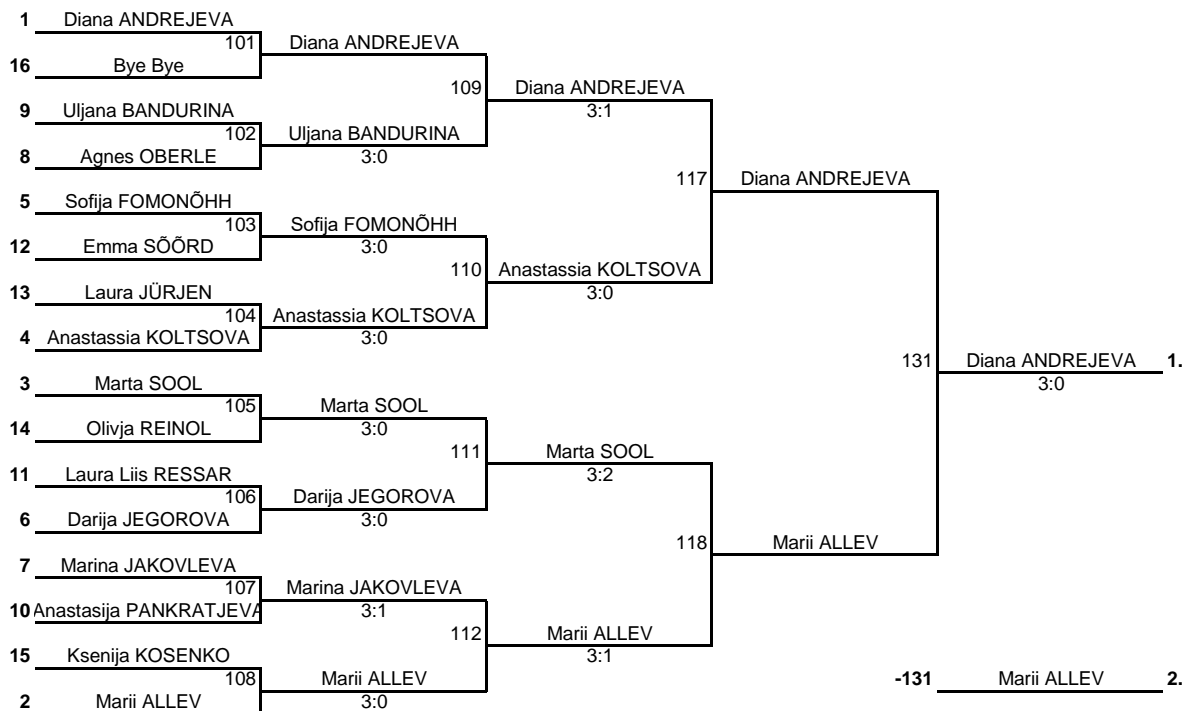 1 Diana ANDREJEVA
101 Diana ANDREJEVA
16 Bye Bye
109 Diana ANDREJEVA
3:1
9 Uljana BANDURINA
102 Uljana BANDURINA
3:0
8 Agnes OBERLE
117 Diana ANDREJEVA
5 Sofija FOMONÕHH
103 Sofija FOMONÕHH
3:0
12 Emma SÕÕRD
110 Anastassia KOLTSOVA
3:0
13 Laura JÜRJEN
104 Anastassia KOLTSOVA
3:0
4 Anastassia KOLTSOVA
131 Diana ANDREJEVA 1.
3:0
3 Marta SOOL
105 Marta SOOL
3:0
14 Olivja REINOL
111 Marta SOOL
3:2
11 Laura Liis RESSAR
106 Darija JEGOROVA
3:0
6 Darija JEGOROVA
118 Marii ALLEV
7 Marina JAKOVLEVA
107 Marina JAKOVLEVA
3:1
10 Anastasija PANKRATJEVA
112 Marii ALLEV
3:1
15 Ksenija KOSENKO
108 Marii ALLEV
3:0
2 Marii ALLEV
-131 Marii ALLEV 2.